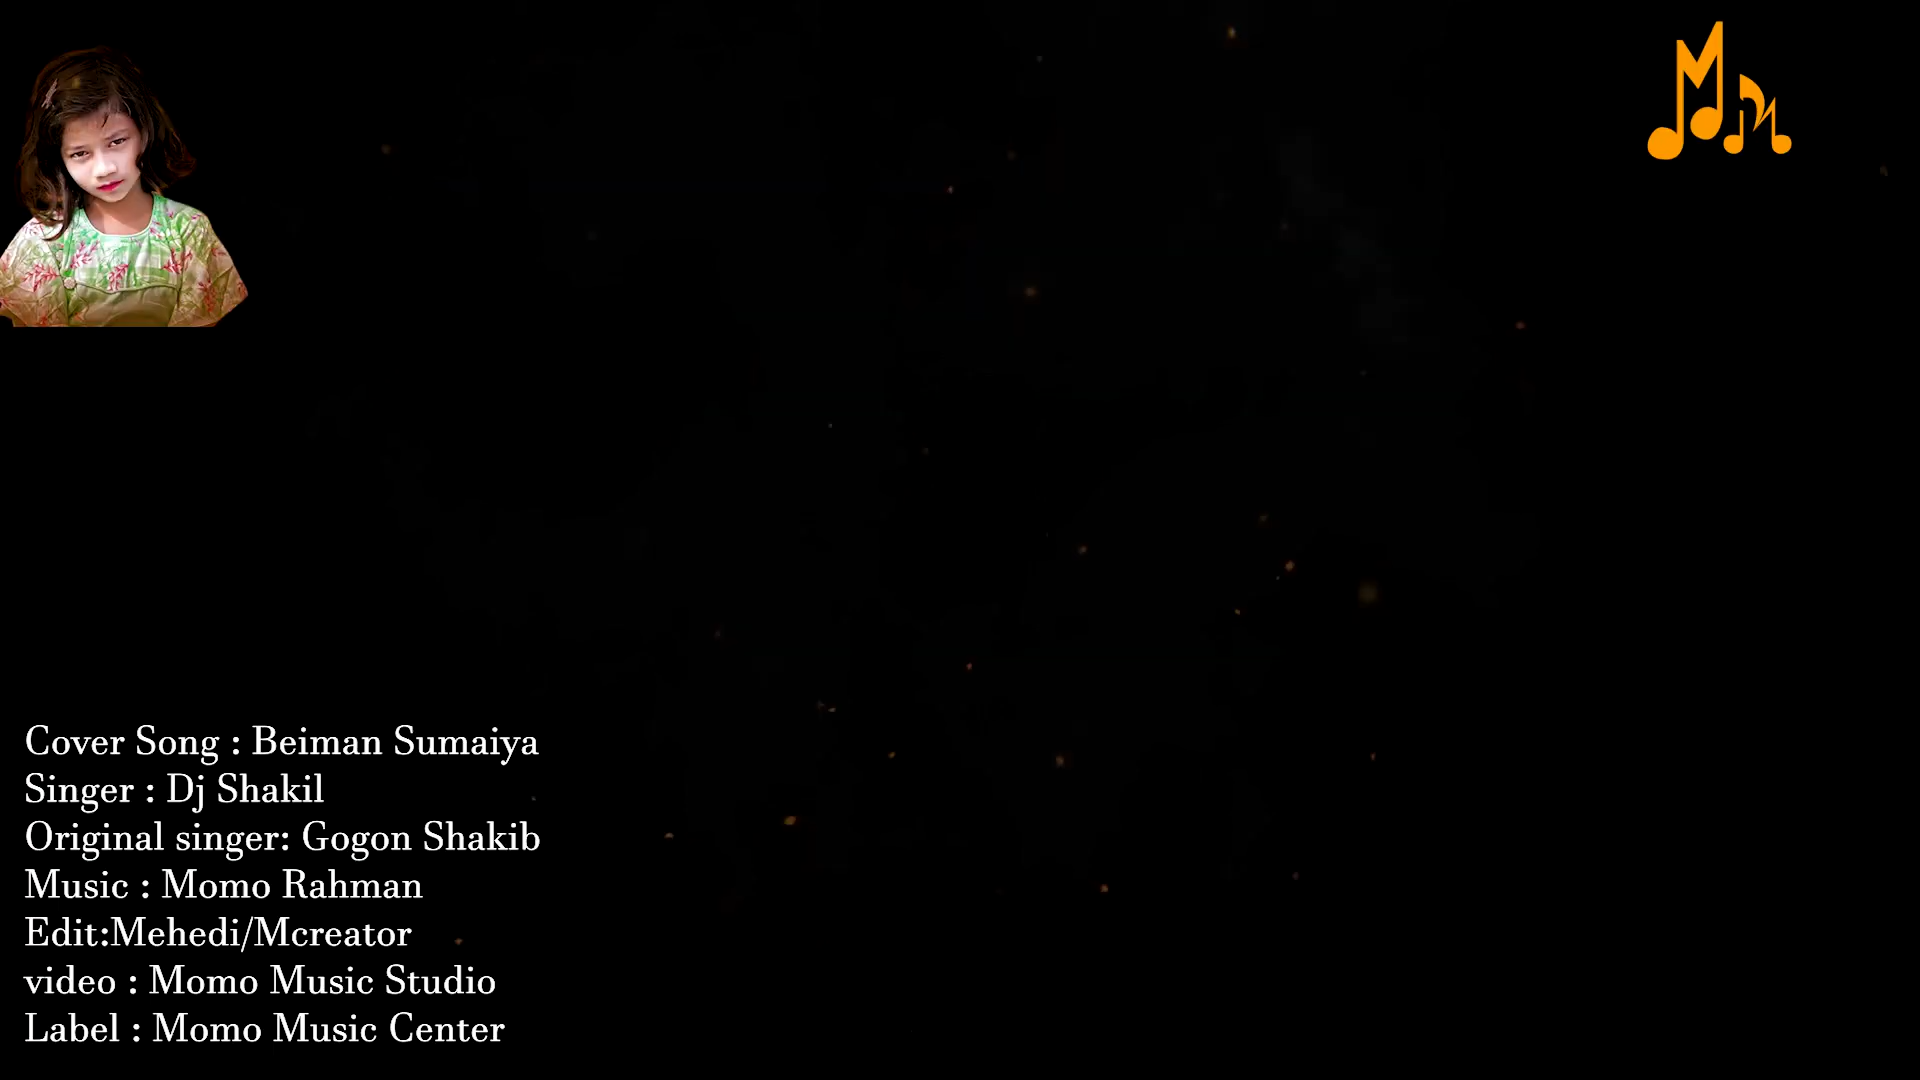 Mm
Cover Song : Beiman Sumaiya
Singer : Dj Shakil
Original singer: Gogon Shakib
Music : Momo Rahman
Edit:Mehedi/Mcreator
video : Momo Music Studio
Label : Momo Music Center